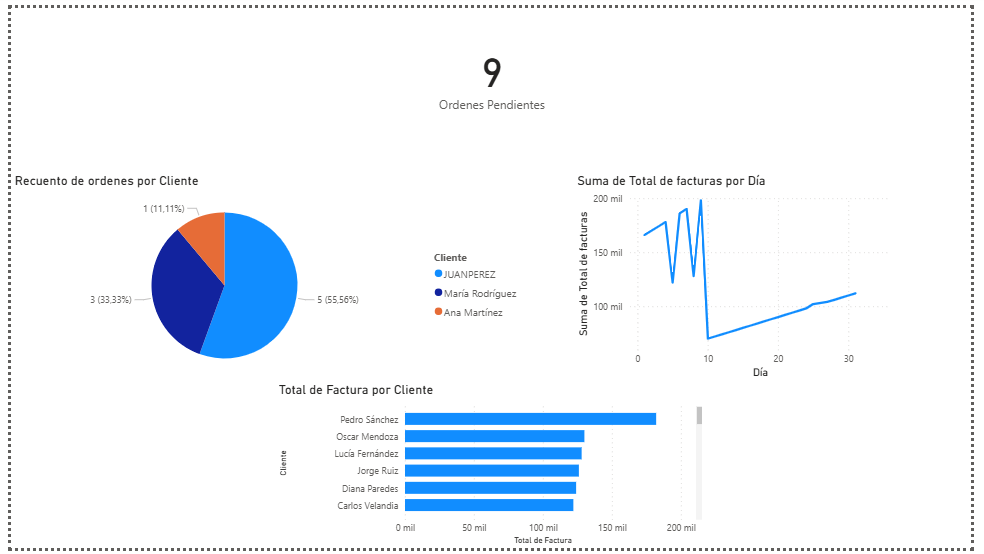 9
Ordenes Pendientes
Recuento de ordenes por Cliente
1 (11,11%)
3 (33,33%)
5 (55,56%)
Cliente
JUANPEREZ
María Rodríguez
Ana Martínez
Suma de Total de facturas por Día
Suma de Total de facturas
200 mil
150 mil
100 mil
0 10 20 30
Día
Total de Factura por Cliente
Cliente
Pedro Sánchez
Oscar Mendoza
Lucía Fernández
Jorge Ruiz
Diana Paredes
Carlos Velandia
0 mil 50 mil 100 mil 150 mil 200 mil
Total de Factura